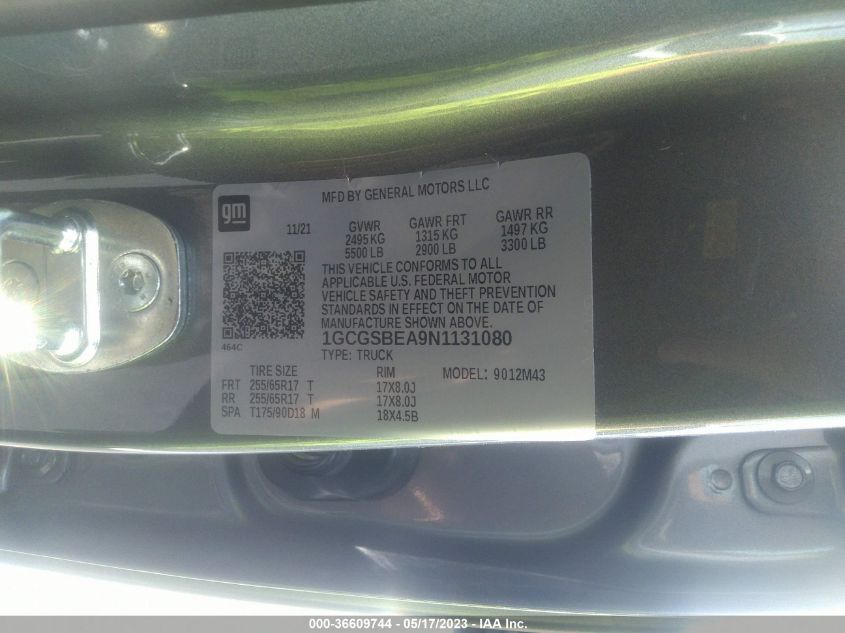 MFD BY GENERAL MOTORS LLC
gm
11/21
GVWR GAWR FRT GAWR RR
2495 KG 1315 KG 1497 KG
5500 LB 2900 LB 3300 LB
THIS VEHICLE CONFORMS TO ALL
APPLICABLE U.S. FEDERAL MOTOR
VEHICLE SAFETY AND THEFT PREVENTION
STANDARDS IN EFFECT ON THE DATE OF
MANUFACTURE SHOWN ABOVE.
1GCGSBEA9N1131080
464C
TYPE: TRUCK
TIRE SIZE RIM MODEL: 9012M43
FRT 255/65R17 T 17X8.0J
RR 255/65R17 T 17X8.0J
SPA T175/90D18 M 18X4.5B
000-36609744 - 05/17/2023 - COPYRIGHT IAA, LLC.